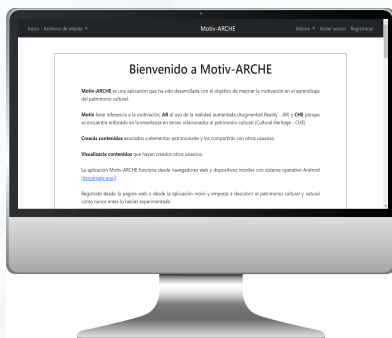 Inicio Archivos de interés Motiv-ARCHE Idioma Iniciar sesión Registrarse
Bienvenido a Motiv-ARCHE
Motiv-ARCHE es una aplicación que ha sido desarrollada con el objetivo de mejorar la motivación en el aprendizaje
del patrimonio cultural.
Motiv hace referencia a la motivación, AR al uso de la realidad aumentada (Augmented Reality - AR) y CHE porque
se encuentra enfocado en la enseñanza en temas relacionados al patrimonio cultural (Cultural Heritage - CHE).
Crearás contenidos asociados a elementos patrimoniales y los compartirás con otros usuarios.
Visualizarás contenidos que hayan creados otros usuarios.
La aplicación Motiv-ARCHE funciona desde navegadores web y dispositivos móviles con sistema operativo Android
(descárgala aquí).
Regístrate desde la página web o desde la aplicación móvil y empieza a descubrir el patrimonio cultural y natural
como nunca antes lo habías experimentado.